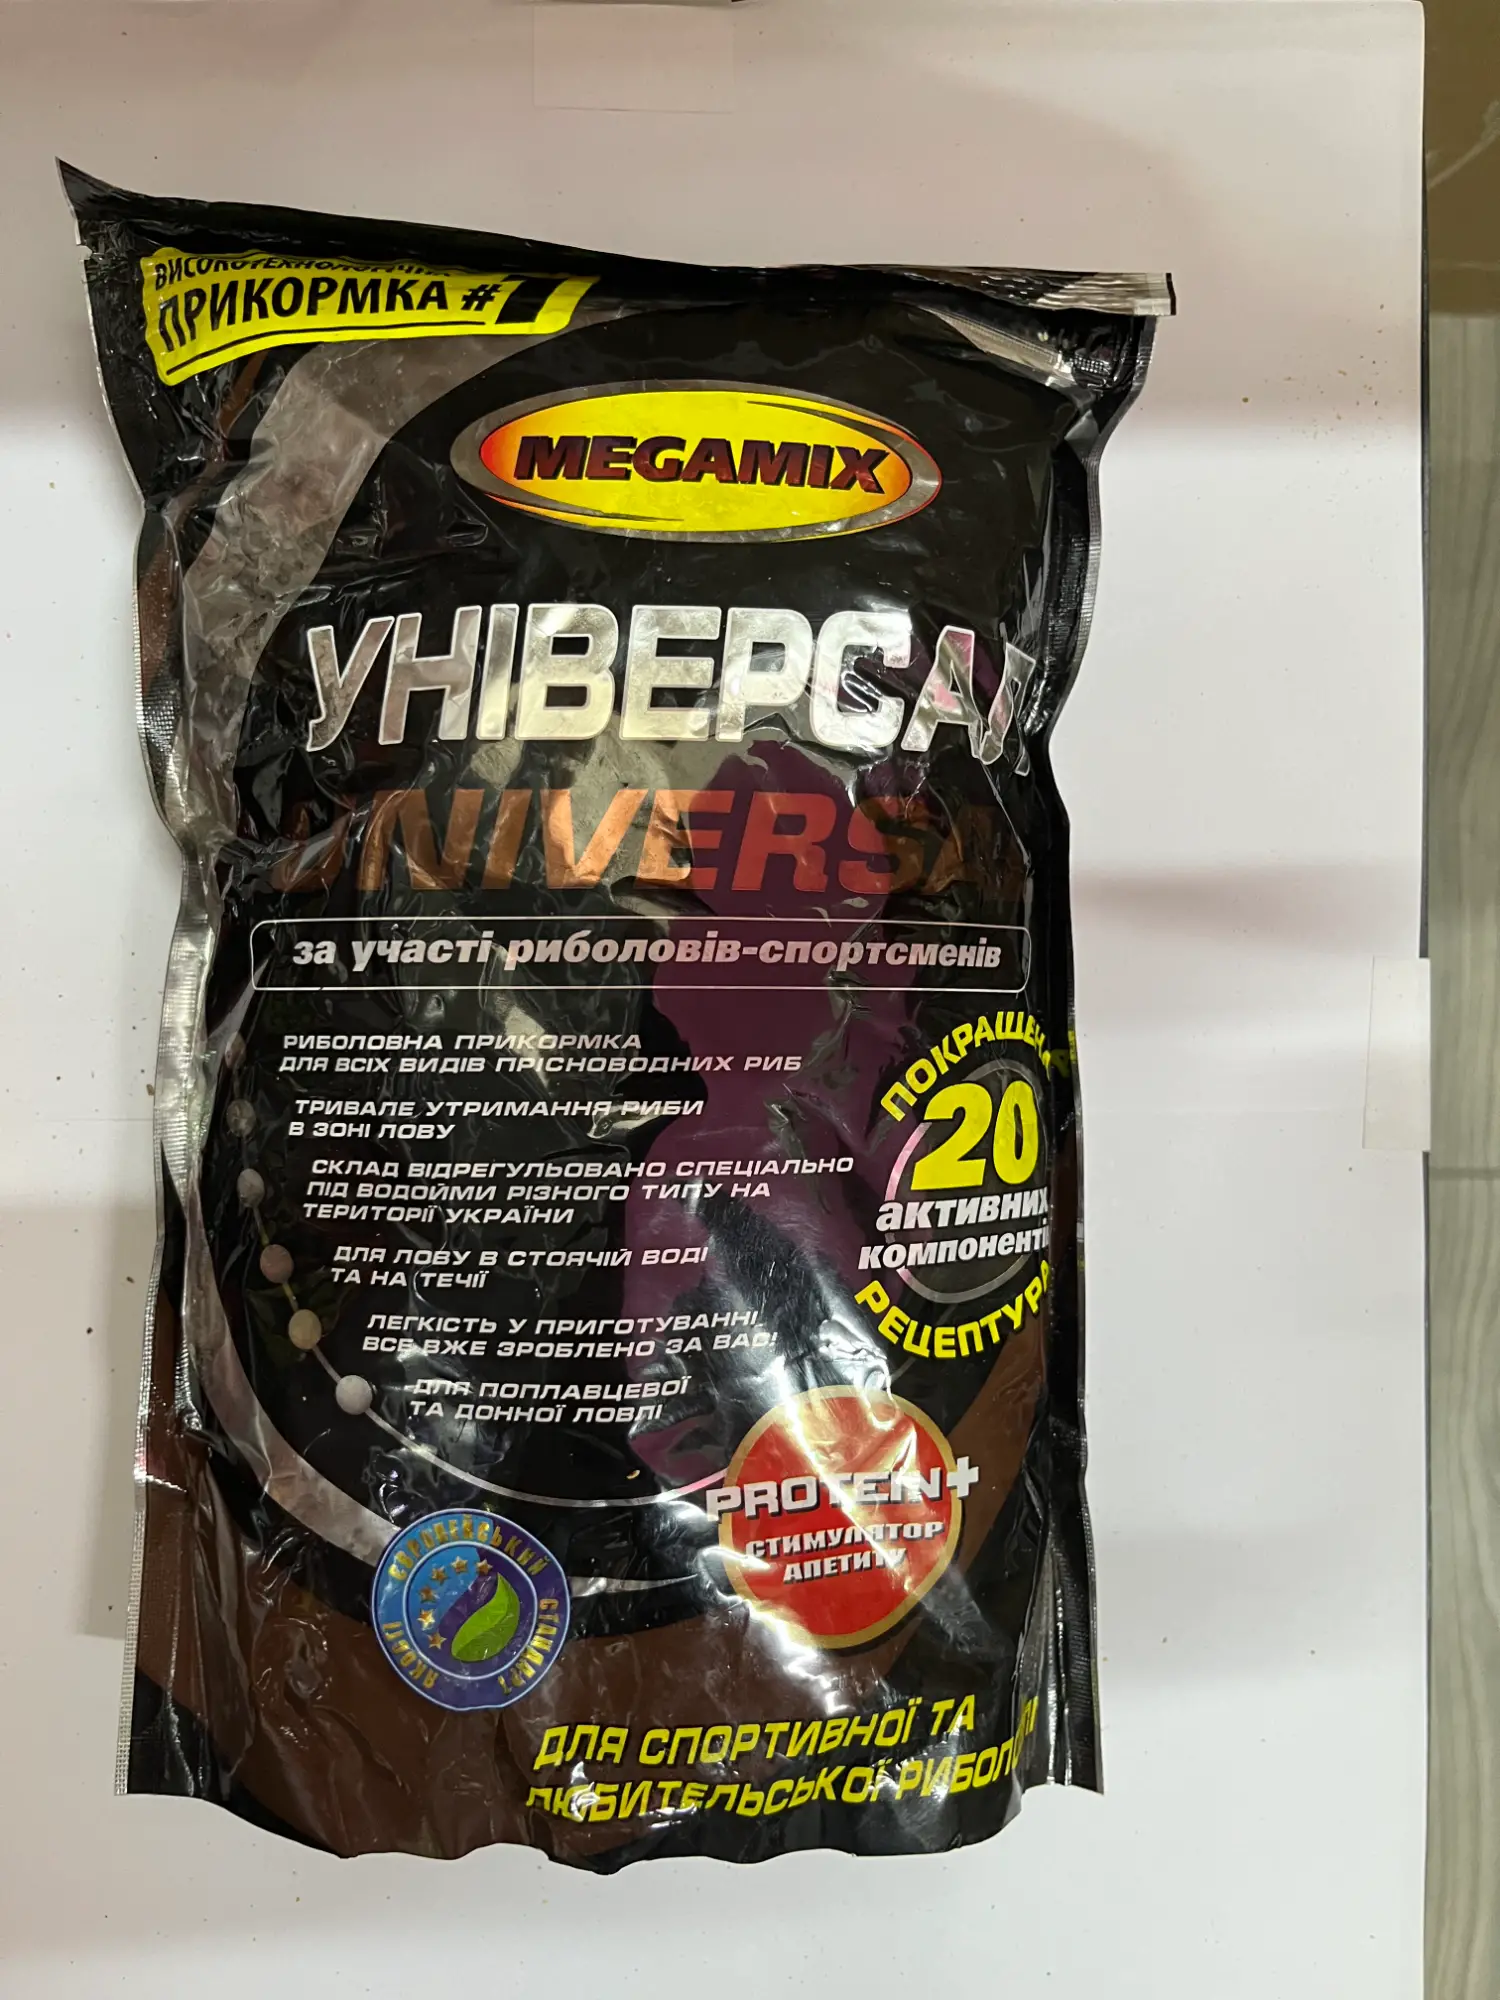 ВИСОКОТЕХНОЛОГІЧНА
ПРИКОРМКА #1
MEGAMIX
УНІВЕРСАЛ
UNIVERSA
за участі риболовів-спортсменів
РИБОЛОВНА ПРИКОРМКА
ДЛЯ ВСІХ ВИДІВ ПРІСНОВОДНИХ РИБ
ТРИВАЛЕ УТРИМАННЯ РИБИ
В ЗОНІ ЛОВУ
СКЛАД ВІДРЕГУЛЬОВАНО СПЕЦІАЛЬНО
ПІД ВОДОЙМИ РІЗНОГО ТИПУ НА
ТЕРИТОРІЇ УКРАЇНИ
ДЛЯ ЛОВУ В СТОЯЧІЙ ВОДІ
ТА НА ТЕЧІЇ
ЛЕГКІСТЬ У ПРИГОТУВАННІ
ВСЕ ВЖЕ ЗРОБЛЕНО ЗА ВАС!
ДЛЯ ПОПЛАВЦЕВОЇ
ТА ДОННОЇ ЛОВЛІ
ПОКРАЩЕНА
20
активних
компонентів
РЕЦЕПТУРА
PROTEIN+
СТИМУЛЯТОР
АПЕТИТУ
ЄВРОПЕЙСЬКИЙ СТАНДАРТ ЯКОСТІ
ДЛЯ СПОРТИВНОЇ ТА
ЛЮБИТЕЛЬСЬКОЇ РИБОЛОВЛІ